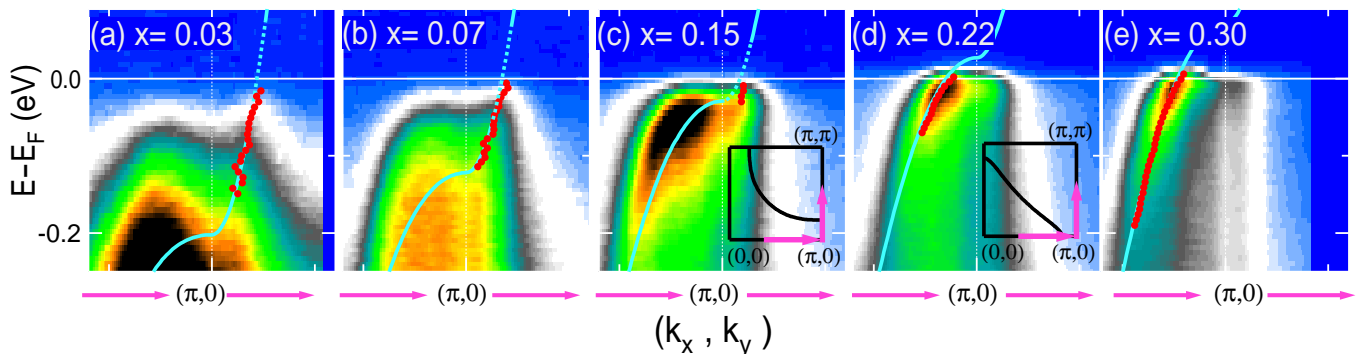 (a) x= 0.03
(b) x= 0.07
(c) x= 0.15
(d) x= 0.22
(e) x= 0.30
E−E_F (eV)
0.0
-0.2
(π,π)
(0,0)
(π,0)
(π,π)
(0,0)
(π,0)
(π,0)
(π,0)
(π,0)
(π,0)
(π,0)
(k_x , k_y )